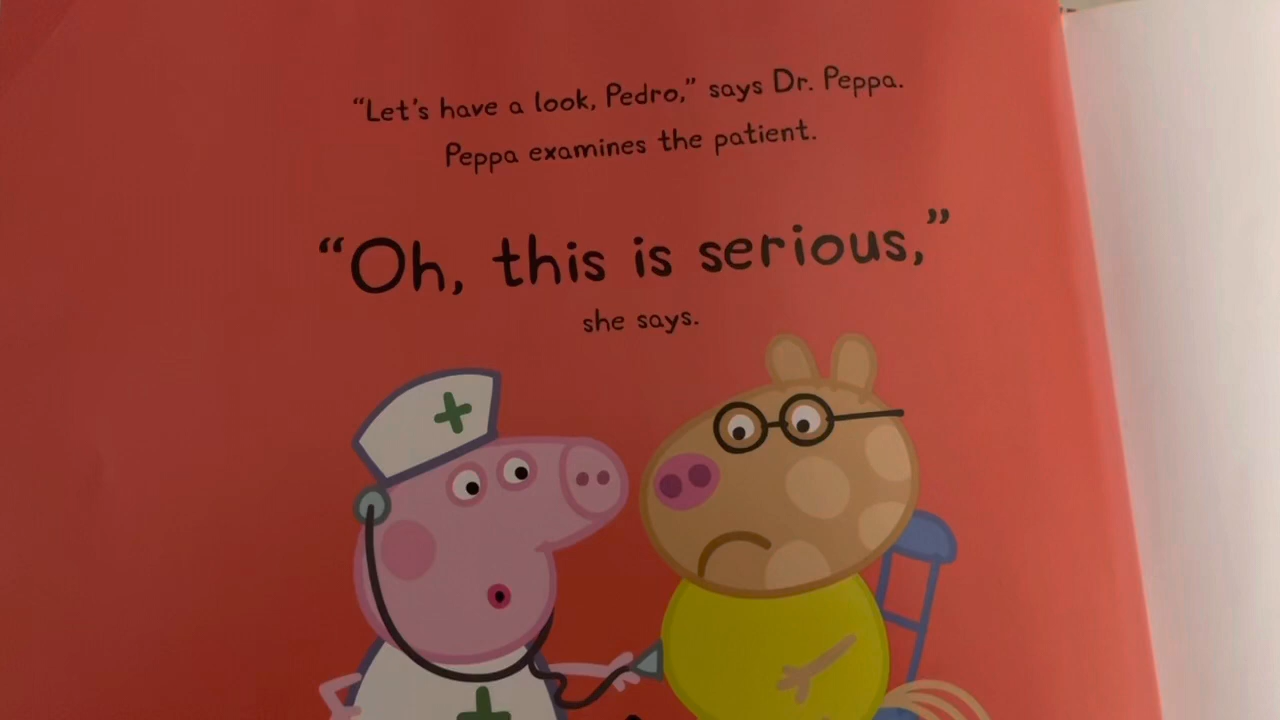 “Let’s have a look, Pedro,” says Dr. Peppa.
Peppa examines the patient.
“Oh, this is serious,”
she says.